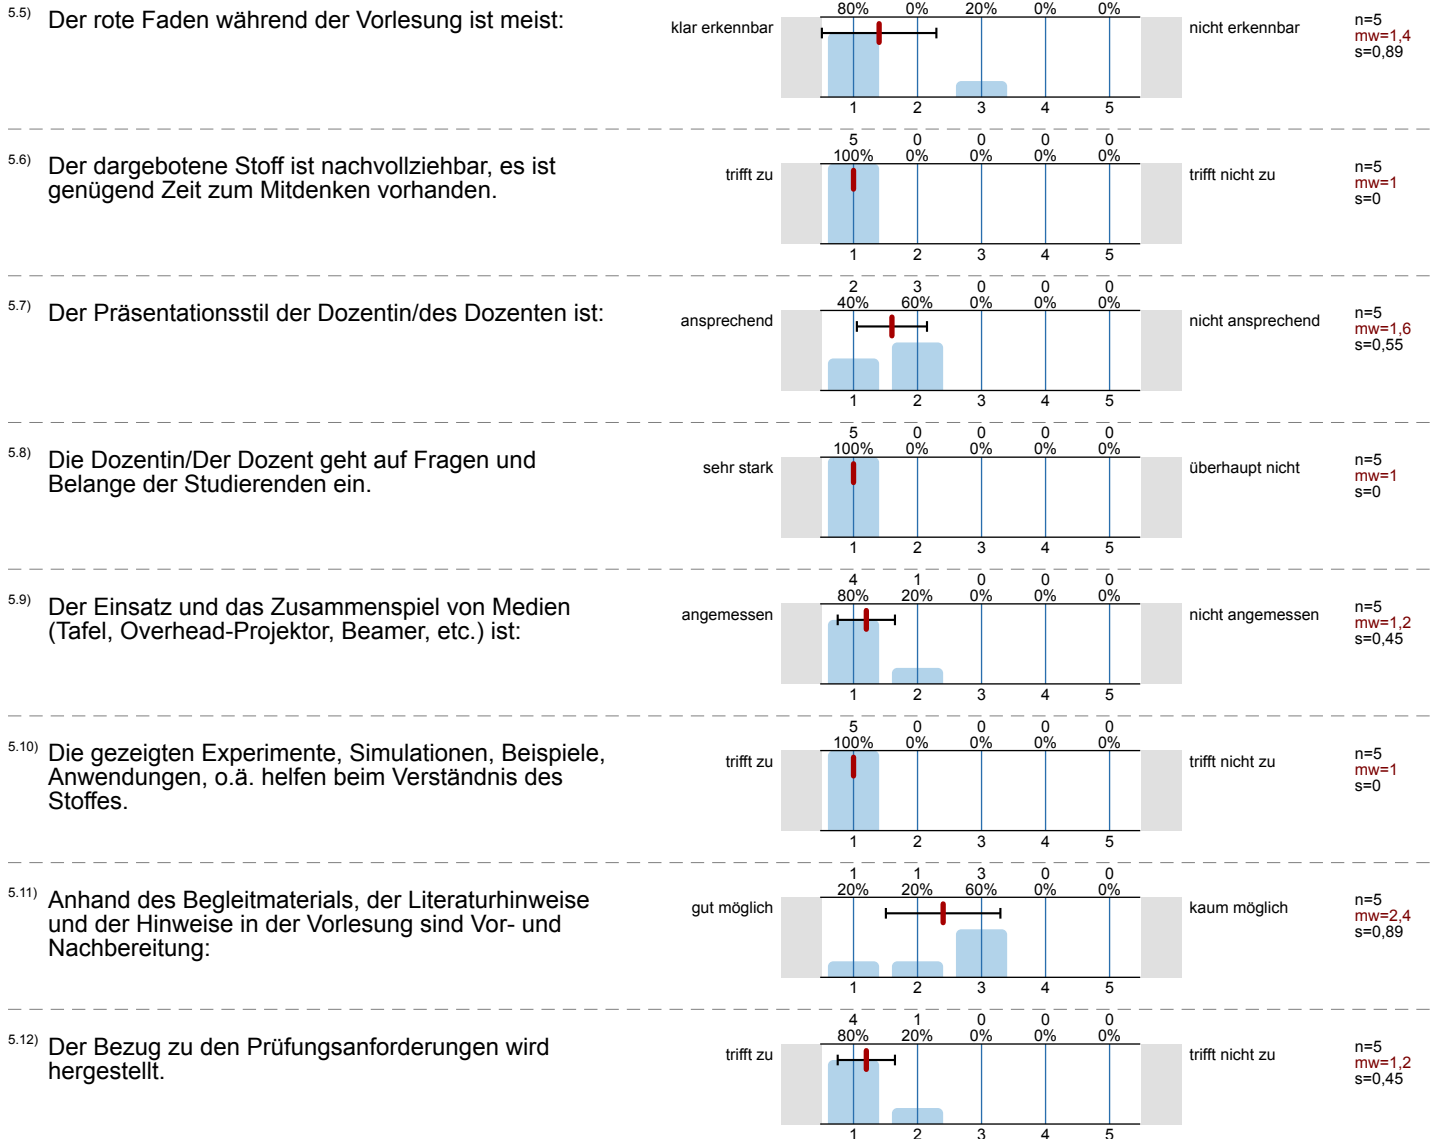 80% 0% 20% 0% 0%
5.5) Der rote Faden während der Vorlesung ist meist:
klar erkennbar
nicht erkennbar
n=5
mw=1,4
s=0,89
1 2 3 4 5
5 0 0 0 0
100% 0% 0% 0% 0%
5.6) Der dargebotene Stoff ist nachvollziehbar, es ist
genügend Zeit zum Mitdenken vorhanden.
trifft zu
trifft nicht zu
n=5
mw=1
s=0
1 2 3 4 5
2 3 0 0 0
40% 60% 0% 0% 0%
5.7) Der Präsentationsstil der Dozentin/des Dozenten ist:
ansprechend
nicht ansprechend
n=5
mw=1,6
s=0,55
1 2 3 4 5
5 0 0 0 0
100% 0% 0% 0% 0%
5.8) Die Dozentin/Der Dozent geht auf Fragen und
Belange der Studierenden ein.
sehr stark
überhaupt nicht
n=5
mw=1
s=0
1 2 3 4 5
4 1 0 0 0
80% 20% 0% 0% 0%
5.9) Der Einsatz und das Zusammenspiel von Medien
(Tafel, Overhead-Projektor, Beamer, etc.) ist:
angemessen
nicht angemessen
n=5
mw=1,2
s=0,45
1 2 3 4 5
5 0 0 0 0
100% 0% 0% 0% 0%
5.10) Die gezeigten Experimente, Simulationen, Beispiele,
Anwendungen, o.ä. helfen beim Verständnis des
Stoffes.
trifft zu
trifft nicht zu
n=5
mw=1
s=0
1 2 3 4 5
1 1 3 0 0
20% 20% 60% 0% 0%
5.11) Anhand des Begleitmaterials, der Literaturhinweise
und der Hinweise in der Vorlesung sind Vor- und
Nachbereitung:
gut möglich
kaum möglich
n=5
mw=2,4
s=0,89
1 2 3 4 5
4 1 0 0 0
80% 20% 0% 0% 0%
5.12) Der Bezug zu den Prüfungsanforderungen wird
hergestellt.
trifft zu
trifft nicht zu
n=5
mw=1,2
s=0,45
1 2 3 4 5